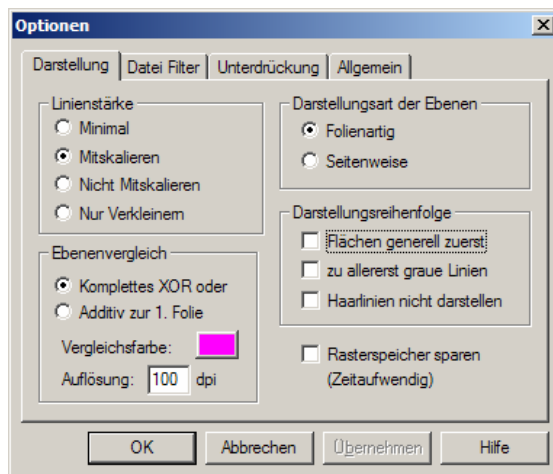 Optionen
Darstellung
Datei Filter
Unterdrückung
Allgemein
Linienstärke
Minimal
Mitskalieren
Nicht Mitskalieren
Nur Verkleinern
Ebenenvergleich
Komplettes XOR oder
Additiv zur 1. Folie
Vergleichsfarbe:
Auflösung: 100 dpi
Darstellungsart der Ebenen
Folienartig
Seitenweise
Darstellungsreihenfolge
Flächen generell zuerst
zu allererst graue Linien
Haarlinien nicht darstellen
Rasterspeicher sparen
(Zeitaufwendig)
OK
Abbrechen
Übernehmen
Hilfe